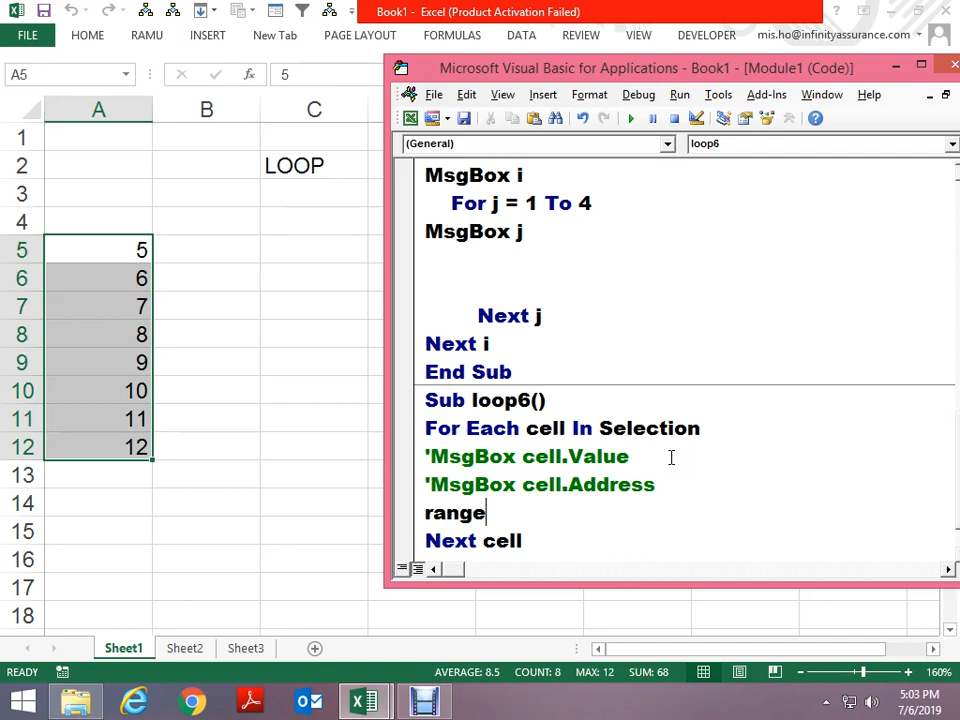 Book1 - Excel (Product Activation Failed)
FILE HOME RAMU INSERT New Tab PAGE LAYOUT FORMULAS DATA REVIEW VIEW DEVELOPER mis.ho@infinityassurance.com
A5 fx 5
Microsoft Visual Basic for Applications - Book1 - [Module1 (Code)]
File Edit View Insert Format Debug Run Tools Add-Ins Window Help
(General) loop6
A B C
1
2 LOOP
3
4
5 5
6 6
7 7
8 8
9 9
10 10
11 11
12 12
13
14
15
16
17
18
MsgBox i
For j = 1 To 4
MsgBox j
Next j
Next i
End Sub
Sub loop6()
For Each cell In Selection
'MsgBox cell.Value
'MsgBox cell.Address
range
Next cell
Sheet1 Sheet2 Sheet3
READY AVERAGE: 8.5 COUNT: 8 MAX: 12 SUM: 68 160%
5:03 PM
7/6/2019